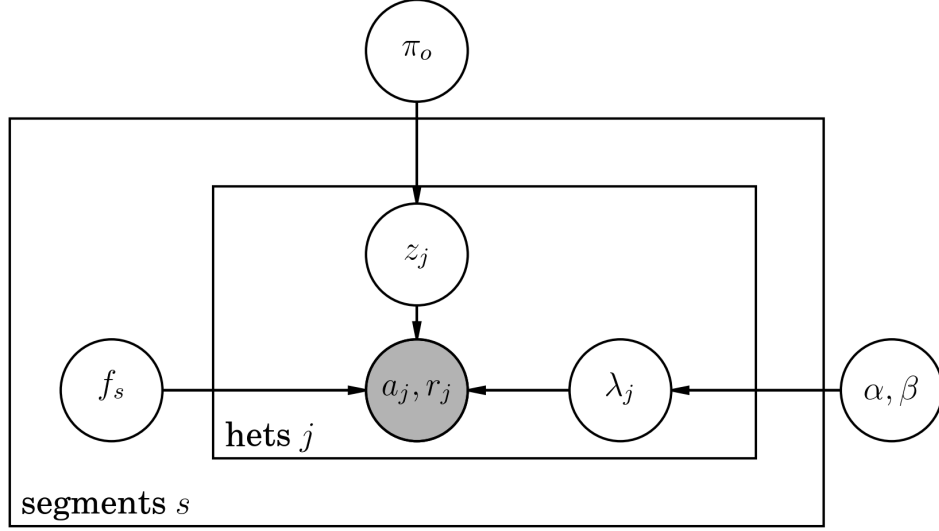 π_o
z_j
f_s
a_j, r_j
λ_j
α, β
hets j
segments s